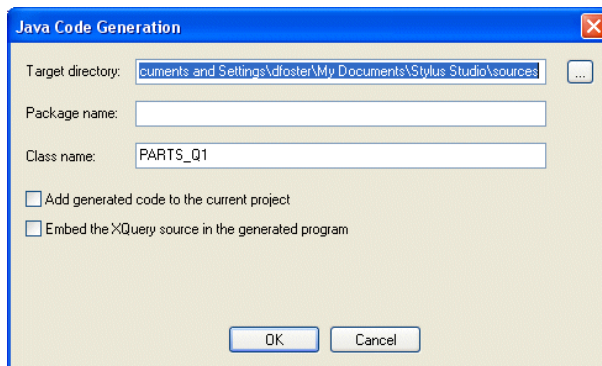 Java Code Generation
Target directory: cuments and Settings\dfoster\My Documents\Stylus Studio\sources ...
Package name:
Class name: PARTS_Q1
Add generated code to the current project
Embed the XQuery source in the generated program
OK Cancel